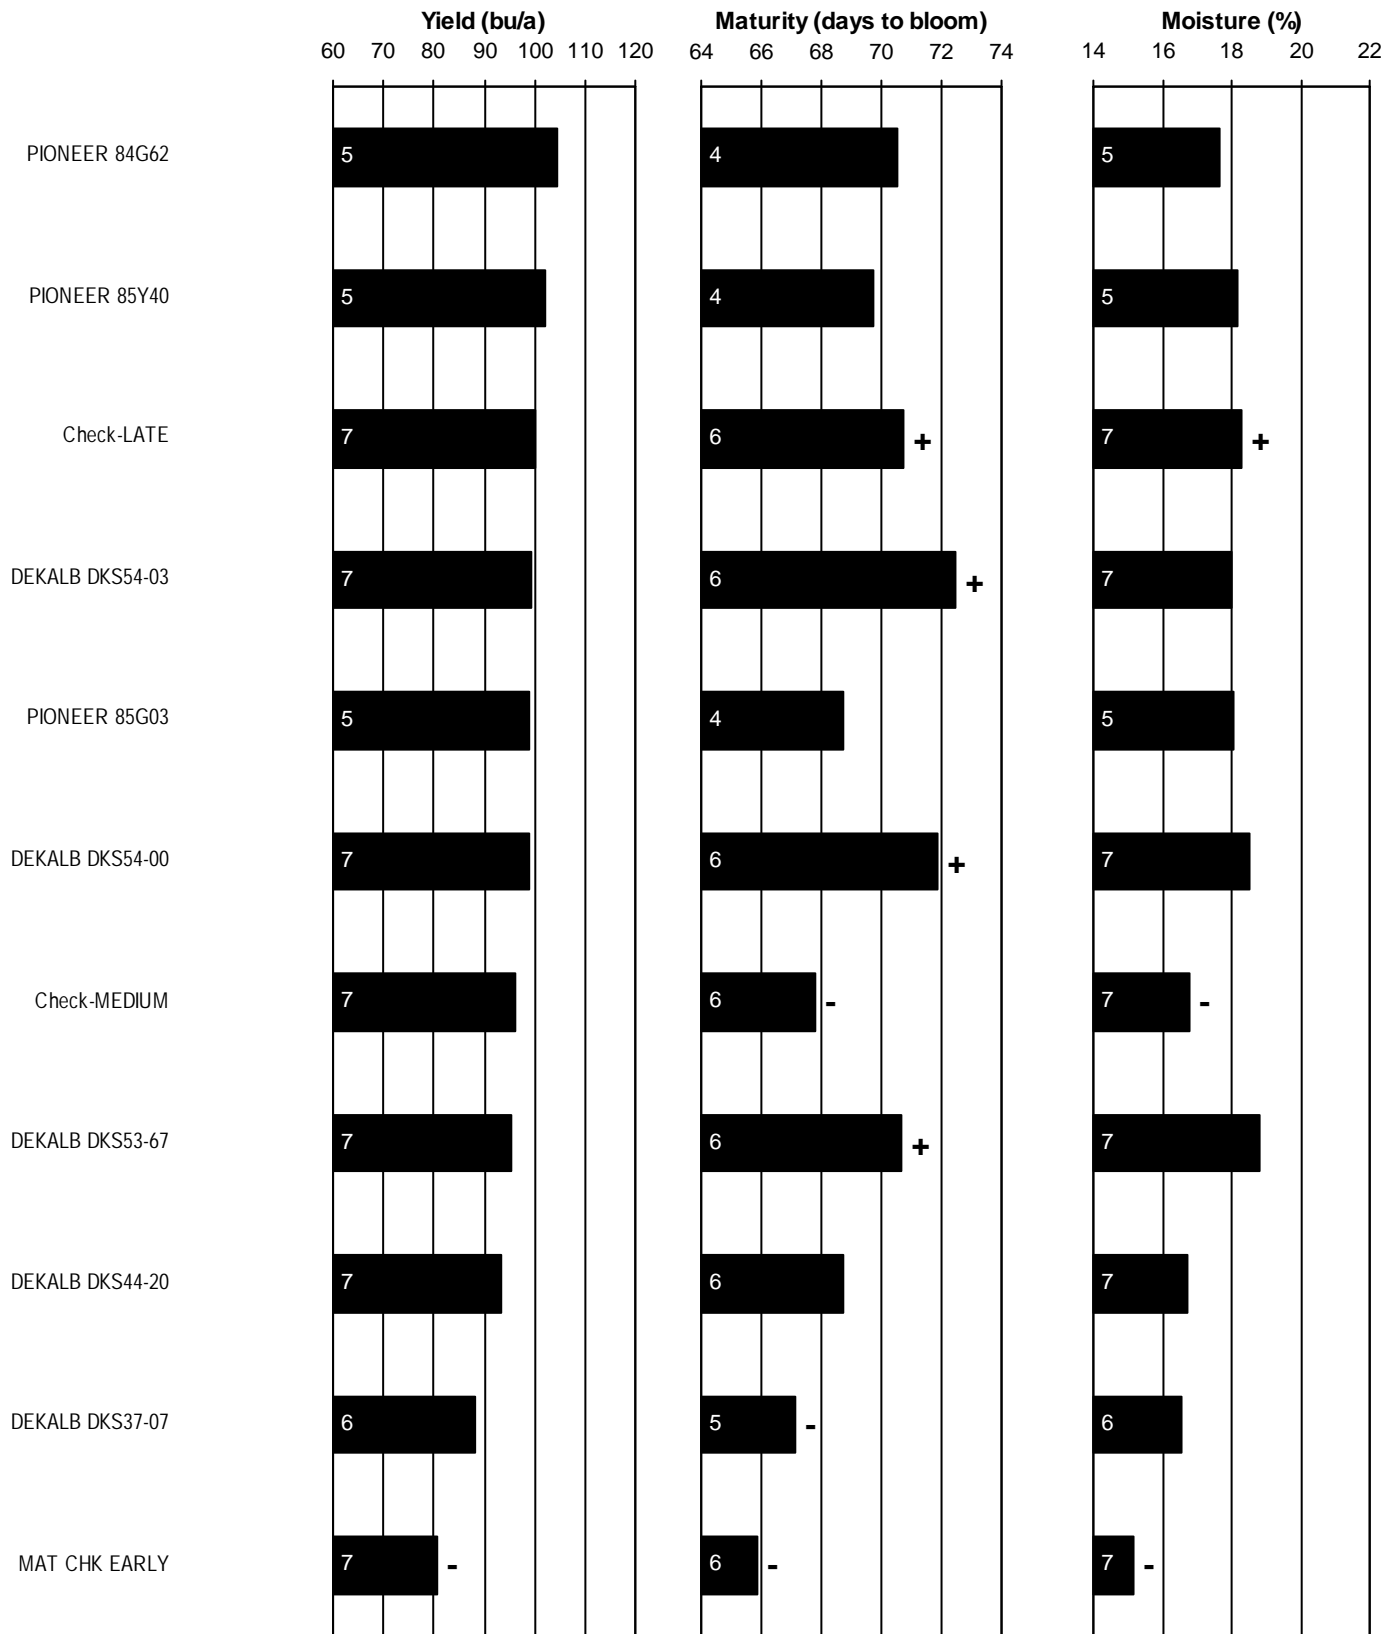 Yield (bu/a) Maturity (days to bloom) Moisture (%)
60 70 80 90 100 110 120 64 66 68 70 72 74 14 16 18 20 22
PIONEER 84G62 5 4 5
PIONEER 85Y40 5 4 5
Check-LATE 7 6 + 7 +
DEKALB DKS54-03 7 6 + 7
PIONEER 85G03 5 4 5
DEKALB DKS54-00 7 6 + 7
Check-MEDIUM 7 6 - 7 -
DEKALB DKS53-67 7 6 + 7
DEKALB DKS44-20 7 6 7
DEKALB DKS37-07 6 5 - 6
MAT CHK EARLY 7 - 6 - 7 -